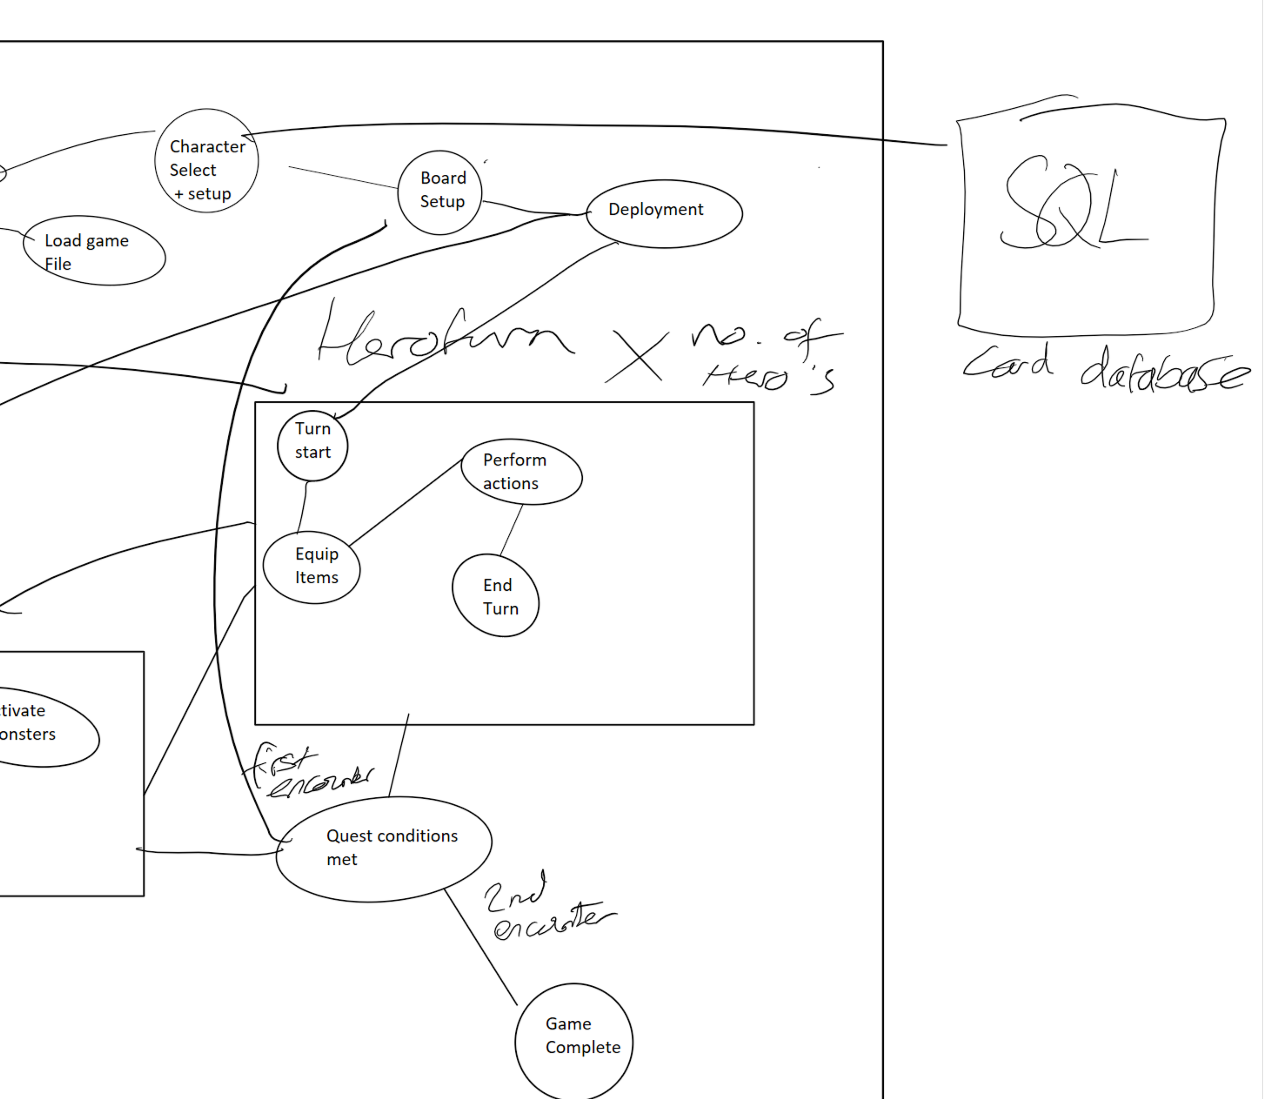 Character
Select
+ setup
Board
Setup
Deployment
Load game
File
SQL
Card database
Heroturn X no. of
Hero's
Turn
start
Perform
actions
Equip
Items
End
Turn
ctivate
onsters
first
encounter
Quest conditions
met
2nd
encounter
Game
Complete